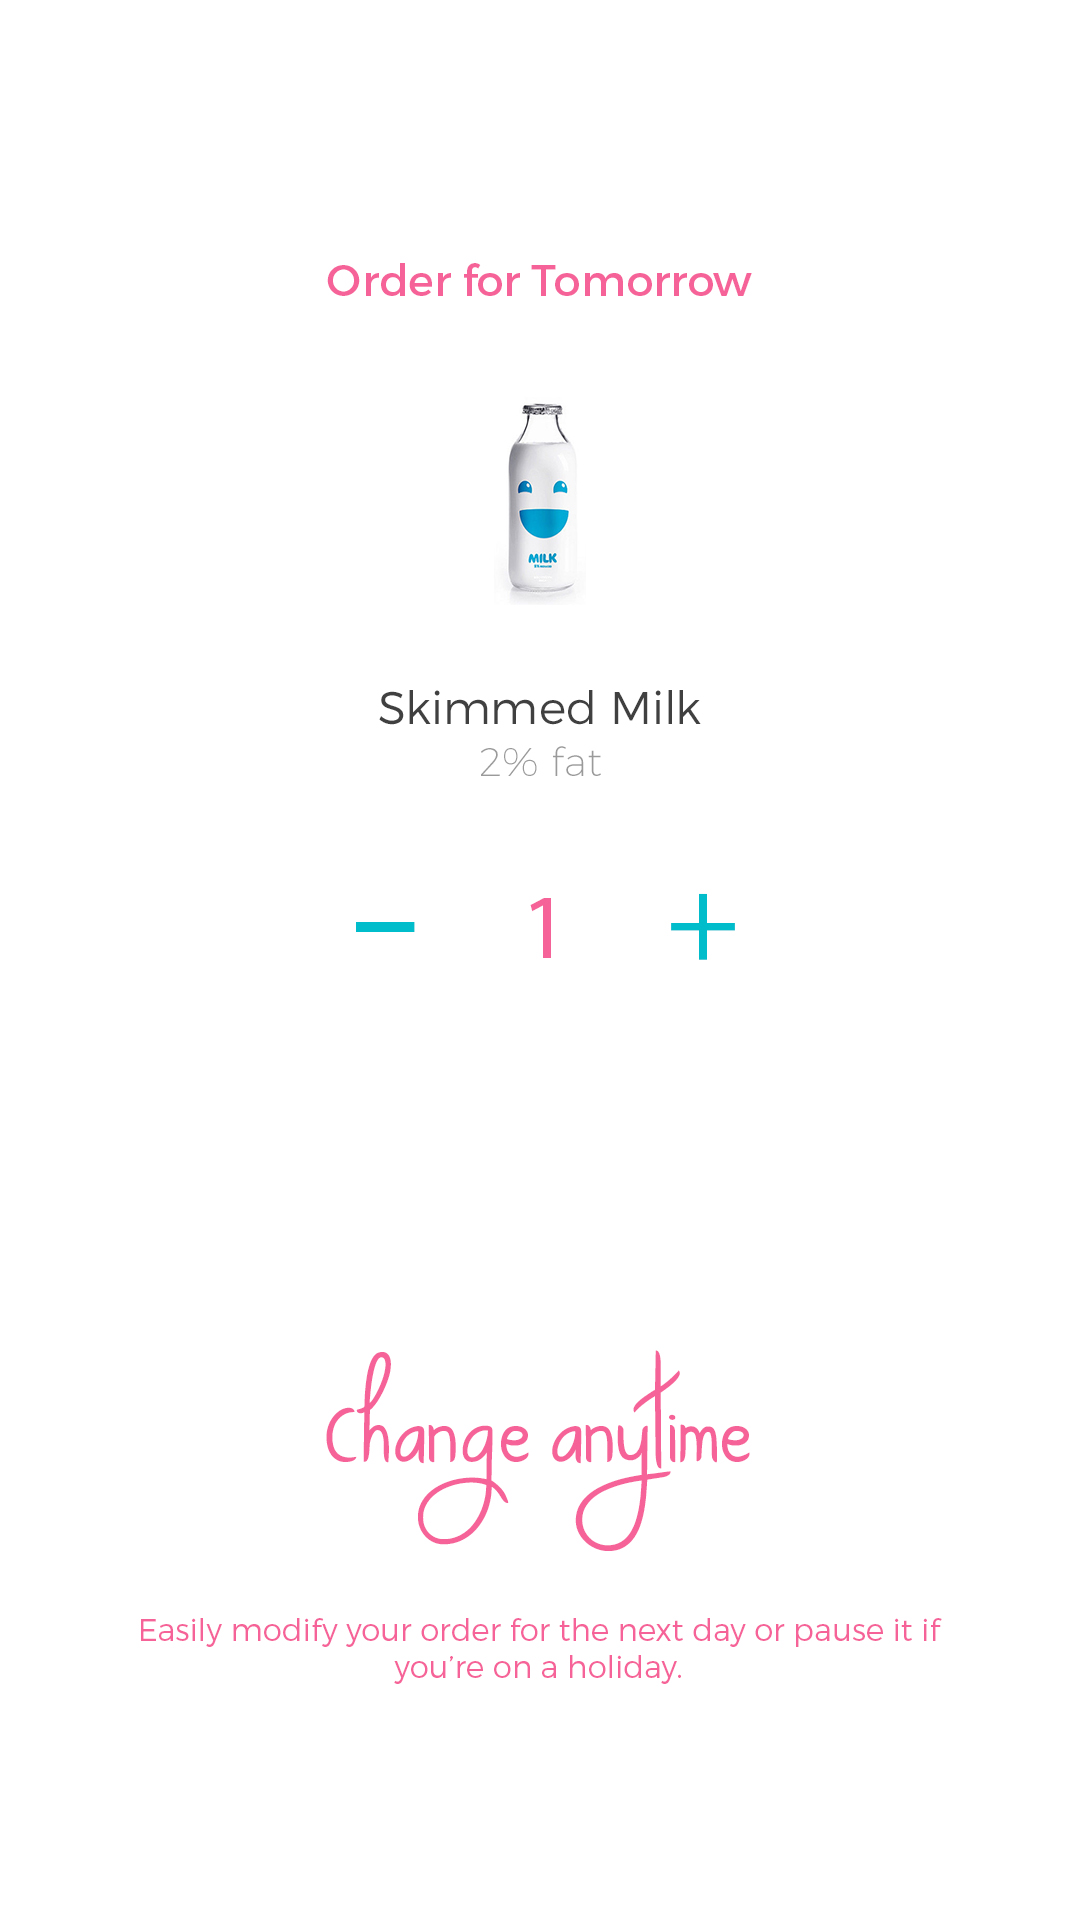 Order for Tomorrow
MILK
Skimmed Milk
2% fat
− 1 +
Change anytime
Easily modify your order for the next day or pause it if
you’re on a holiday.